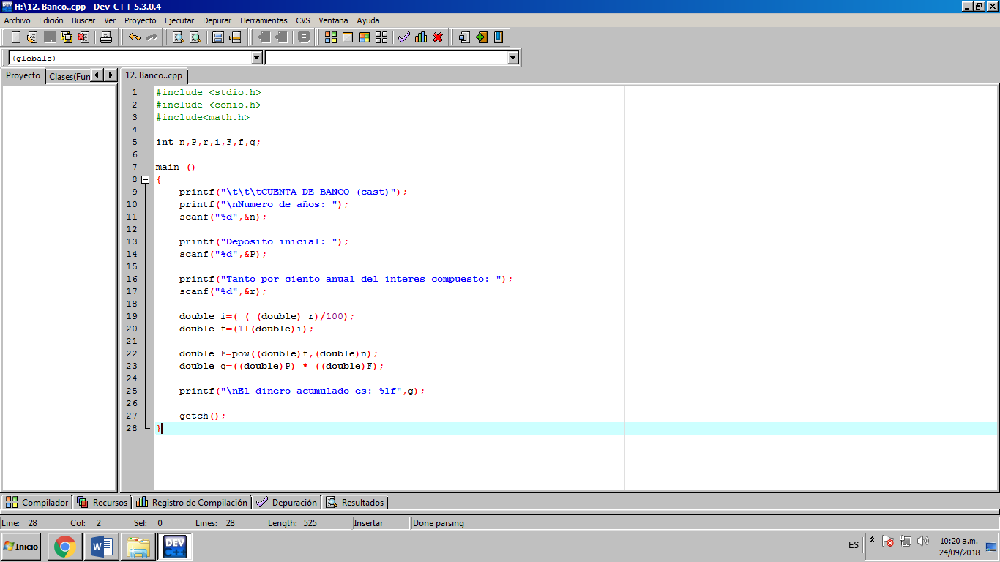 H:\12. Banco..cpp - Dev-C++ 5.3.0.4
Archivo Edición Buscar Ver Proyecto Ejecutar Depurar Herramientas CVS Ventana Ayuda
(globals)
Proyecto Clases(Fun 12. Banco..cpp
1 #include <stdio.h>
2 #include <conio.h>
3 #include<math.h>
4
5 int n,P,r,i,F,f,g;
6
7 main ()
8 {
9 printf("\t\t\tCUENTA DE BANCO (cast)");
10 printf("\nNumero de años: ");
11 scanf("%d",&n);
12
13 printf("Deposito inicial: ");
14 scanf("%d",&P);
15
16 printf("Tanto por ciento anual del interes compuesto: ");
17 scanf("%d",&r);
18
19 double i=( ( (double) r)/100);
20 double f=(1+(double)i);
21
22 double F=pow((double)f,(double)n);
23 double g=((double)P) * ((double)F);
24
25 printf("\nEl dinero acumulado es: %lf",g);
26
27 getch();
28 }
Compilador Recursos Registro de Compilación Depuración Resultados
Line: 28 Col: 2 Sel: 0 Lines: 28 Length: 525 Insertar Done parsing
Inicio DEV C++ ES 10:20 a.m.
24/09/2018